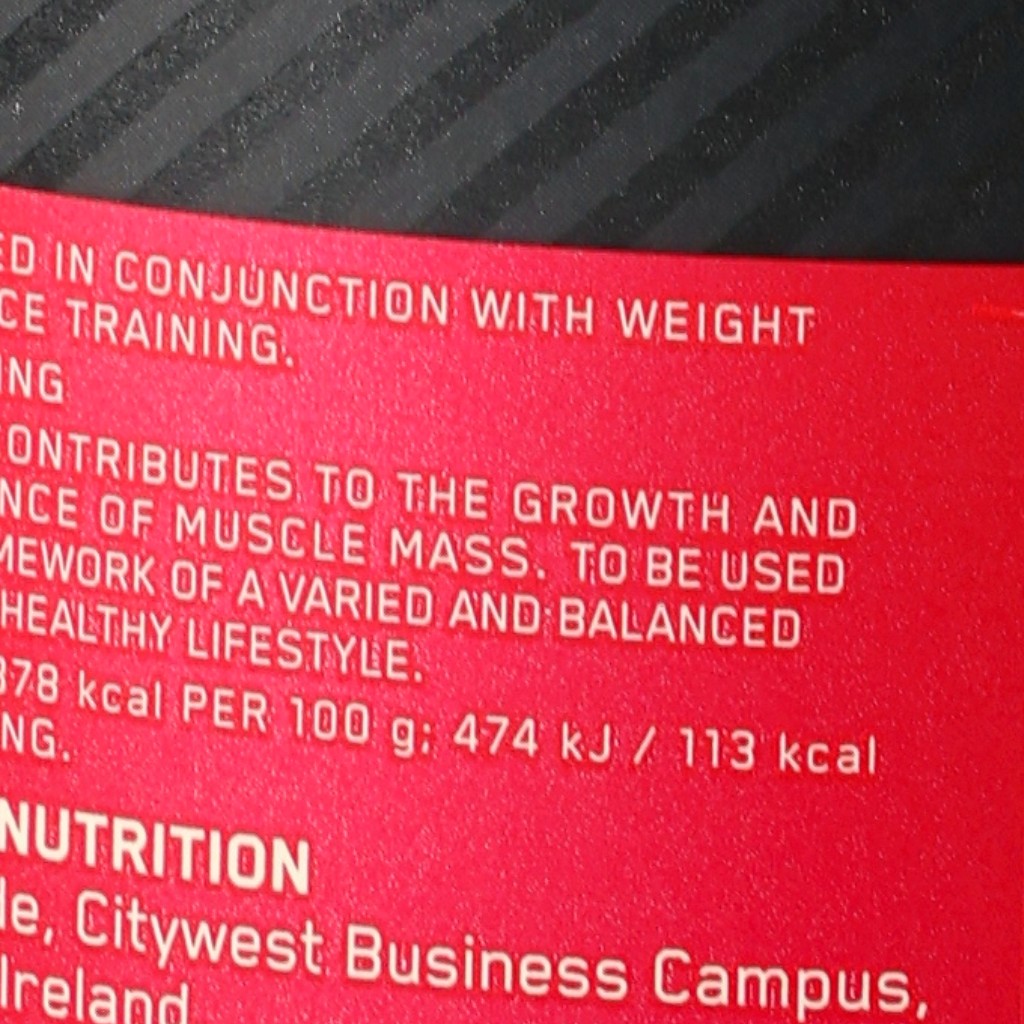 ED IN CONJUNCTION WITH WEIGHT
CE TRAINING.
ING
ONTRIBUTES TO THE GROWTH AND
NCE OF MUSCLE MASS. TO BE USED
MEWORK OF A VARIED AND BALANCED
HEALTHY LIFESTYLE.
378 kcal PER 100 g; 474 kJ / 113 kcal
NG.
NUTRITION
de, Citywest Business Campus,
Ireland